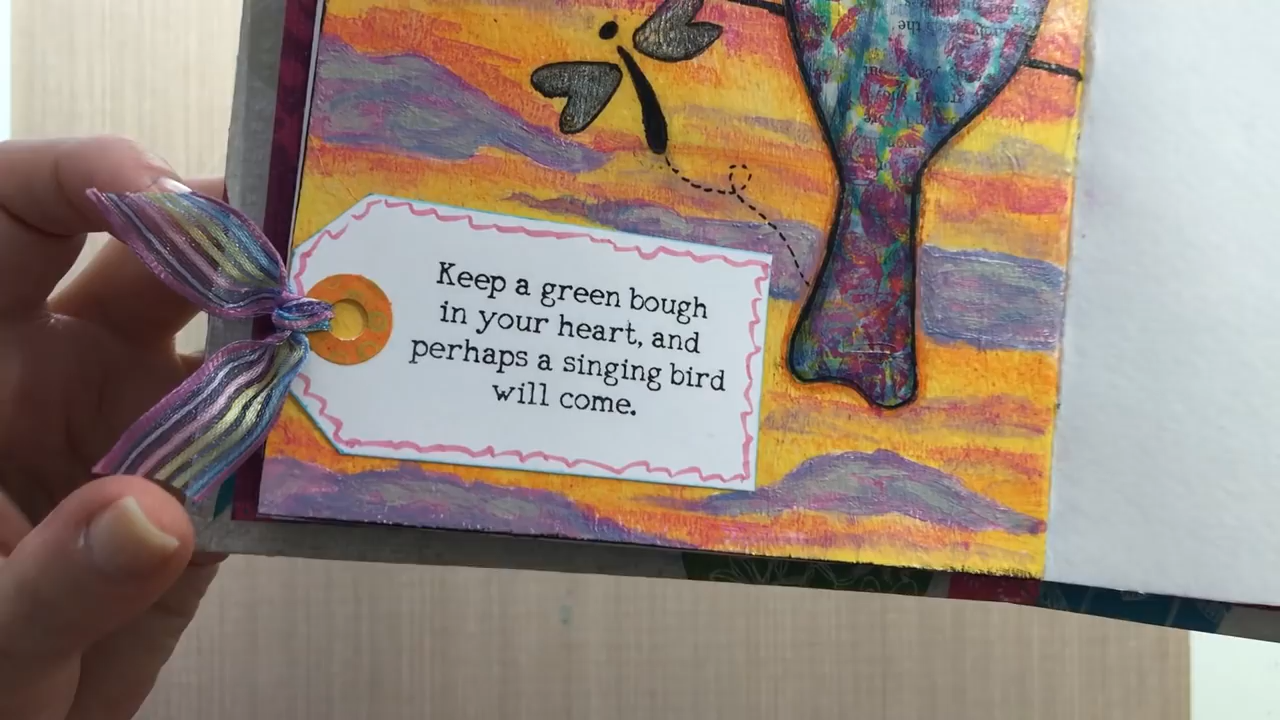 Keep a green bough
in your heart, and
perhaps a singing bird
will come.